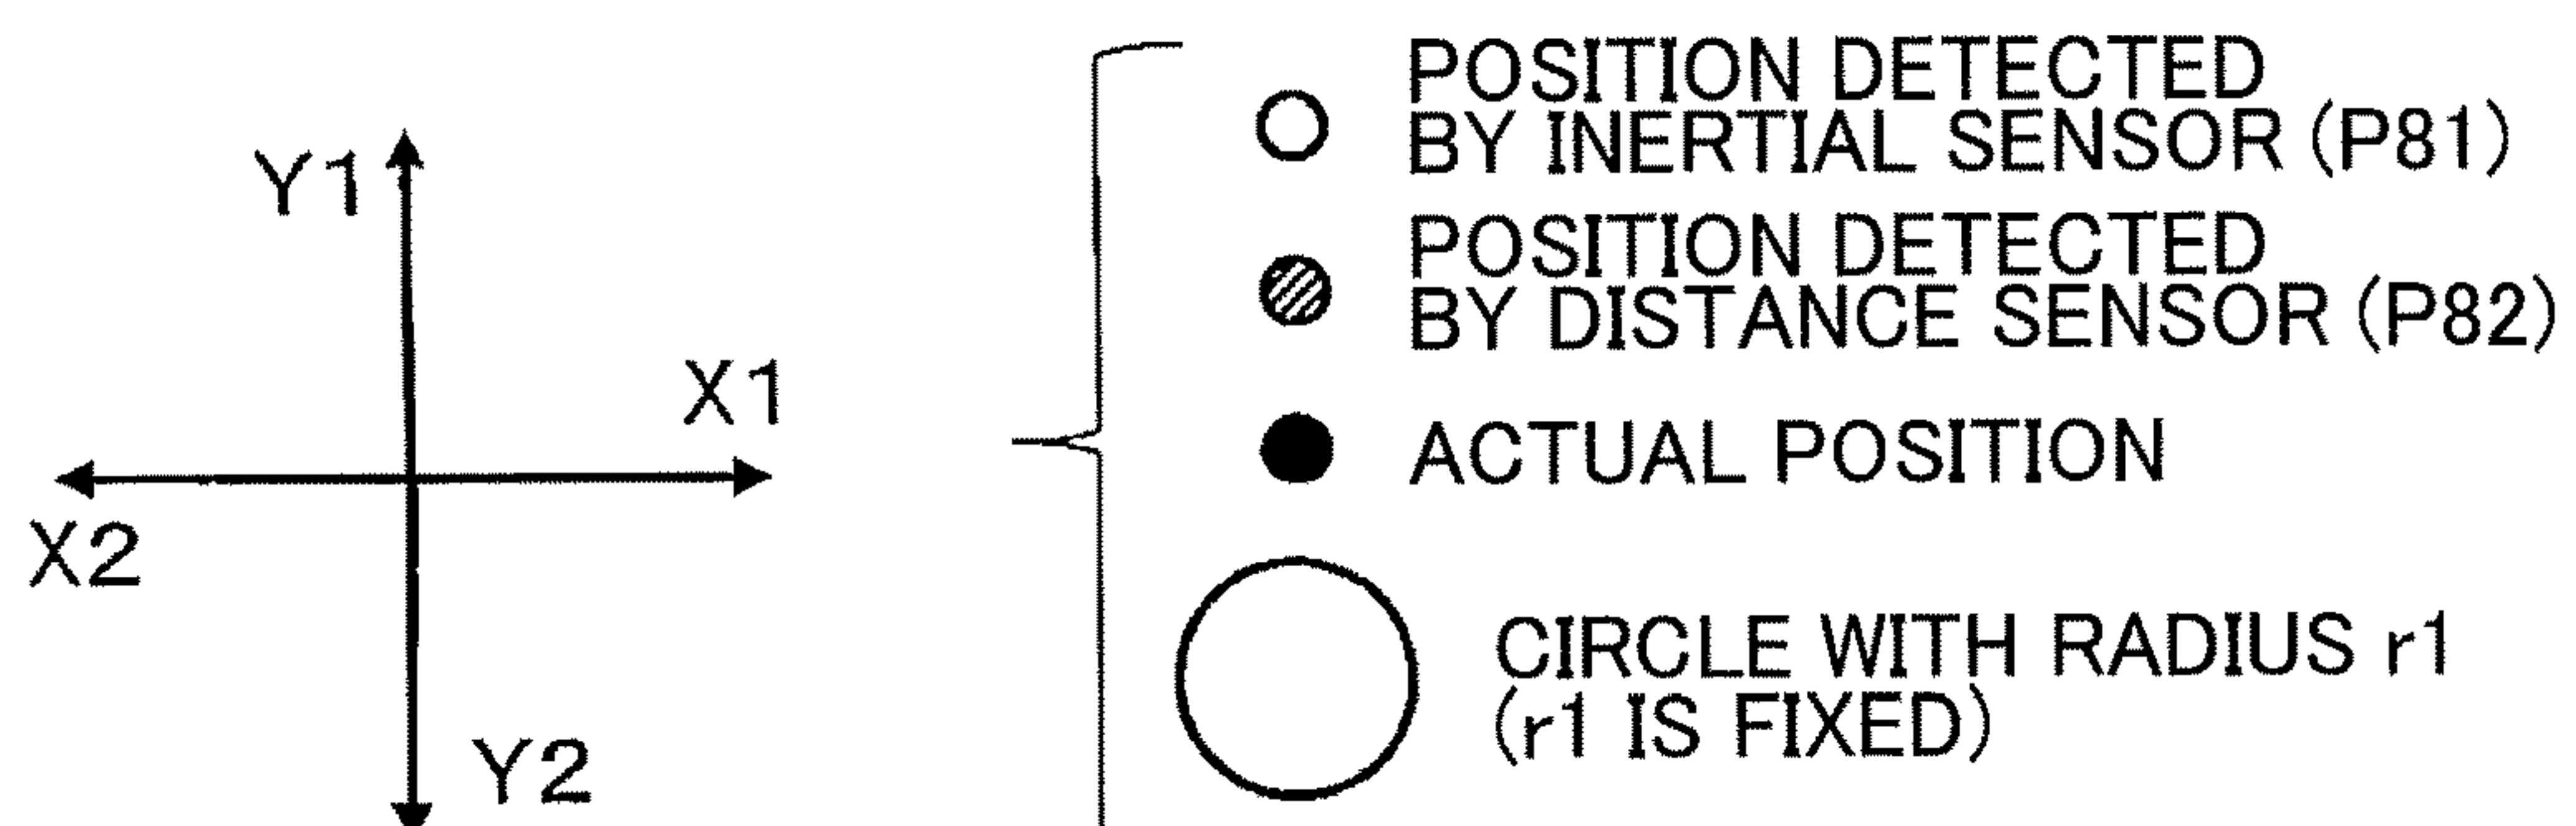 Y1
X1
X2
Y2
POSITION DETECTED
BY INERTIAL SENSOR (P81)
POSITION DETECTED
BY DISTANCE SENSOR (P82)
ACTUAL POSITION
CIRCLE WITH RADIUS r1
(r1 IS FIXED)